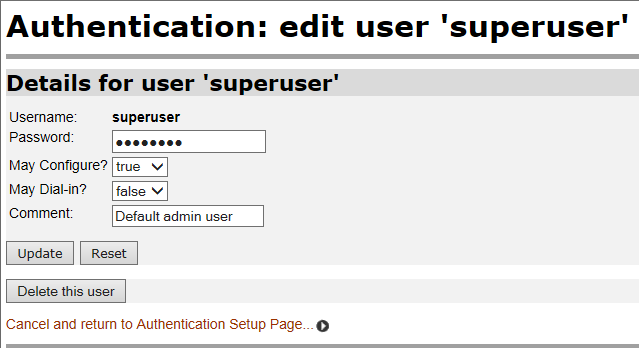 Authentication: edit user 'superuser'
Details for user 'superuser'
Username: superuser
Password: ●●●●●●●●
May Configure? true
May Dial-in? false
Comment: Default admin user
Update Reset
Delete this user
Cancel and return to Authentication Setup Page...